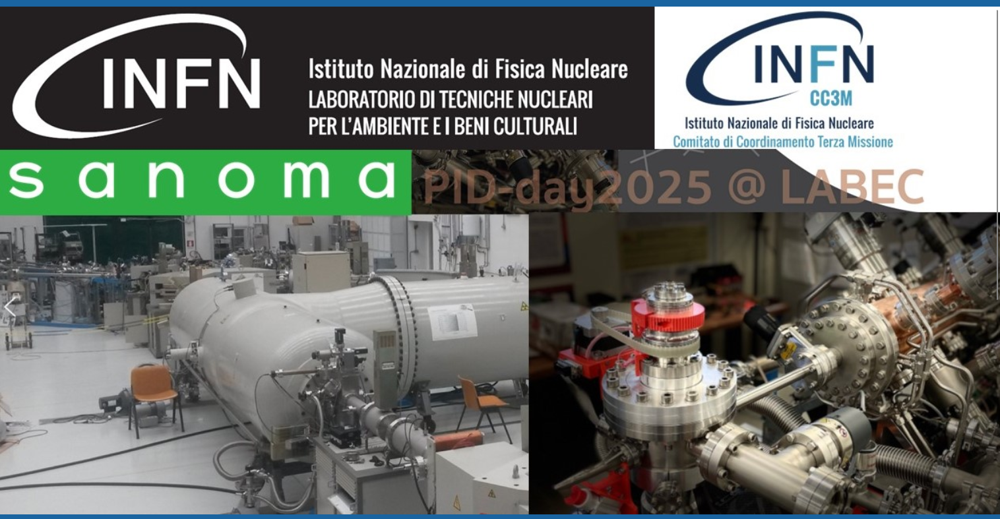 INFN
Istituto Nazionale di Fisica Nucleare
LABORATORIO DI TECNICHE NUCLEARI
PER L'AMBIENTE E I BENI CULTURALI
INFN
CC3M
Istituto Nazionale di Fisica Nucleare
Comitato di Coordinamento Terza Missione
sanoma
PID-day2025 @ LABEC